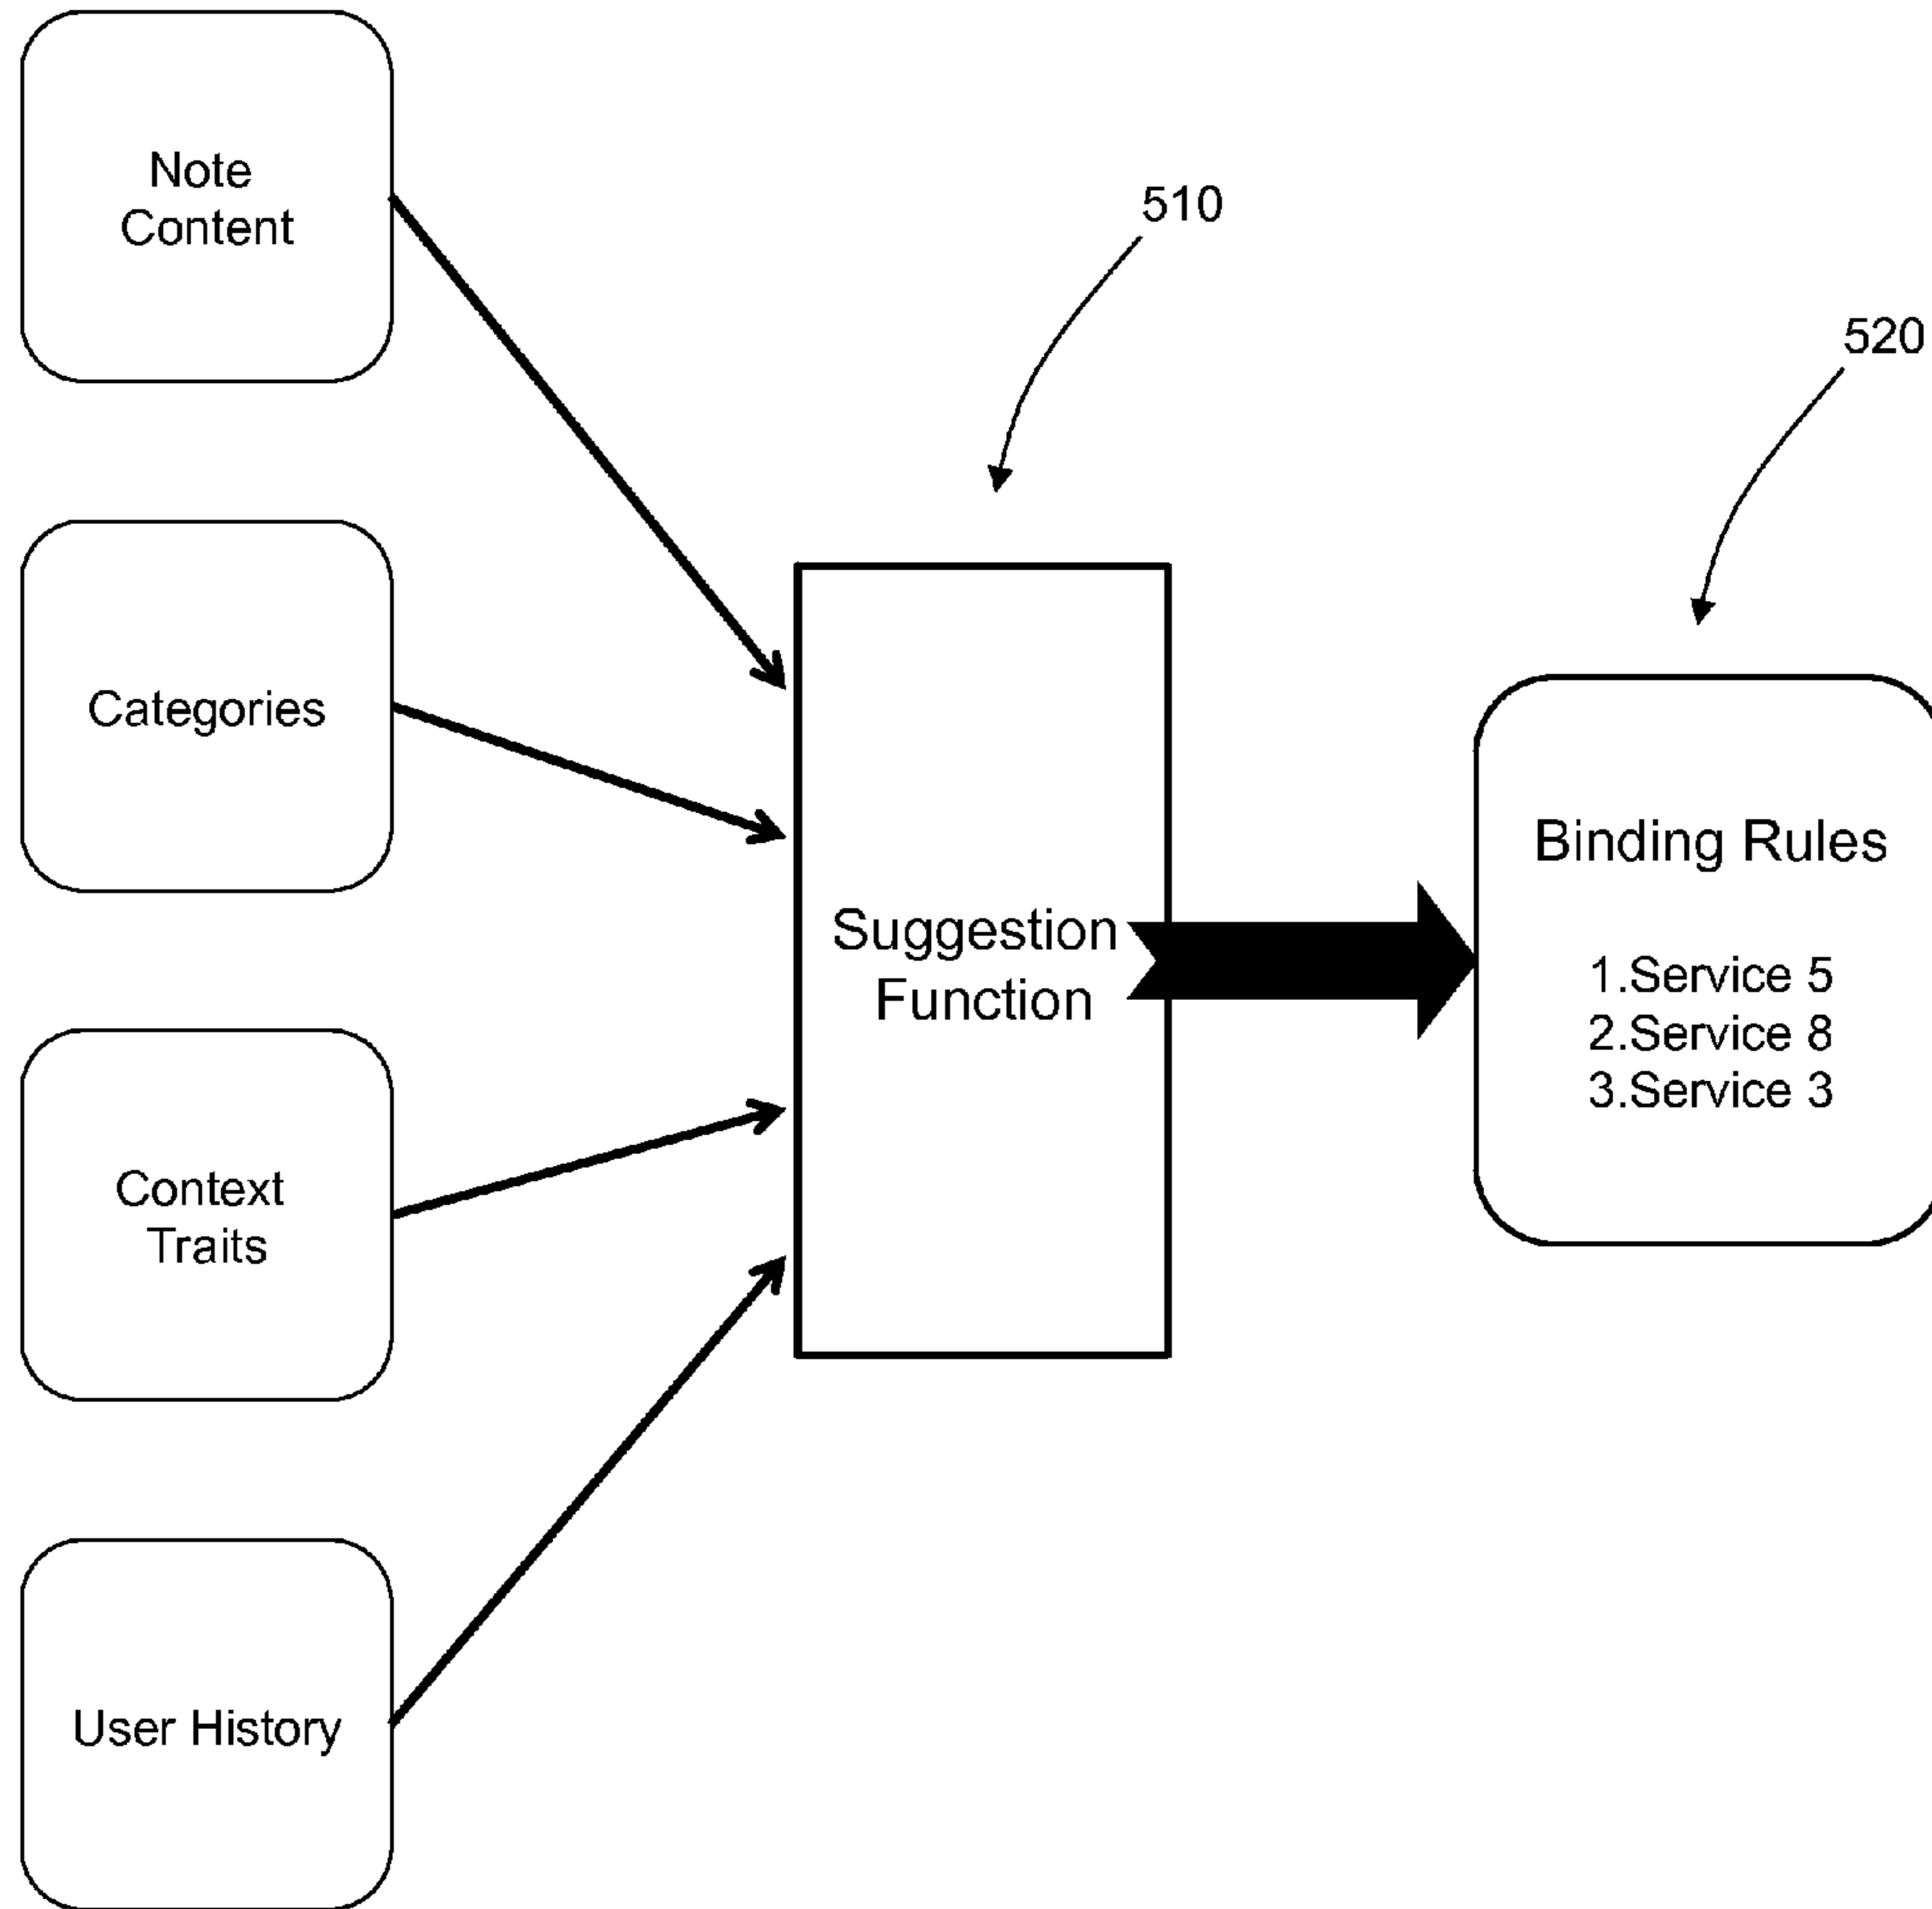 Note
Content
510
520
Categories
Suggestion
Function
Binding Rules
1.Service 5
2.Service 8
3.Service 3
Context
Traits
User History